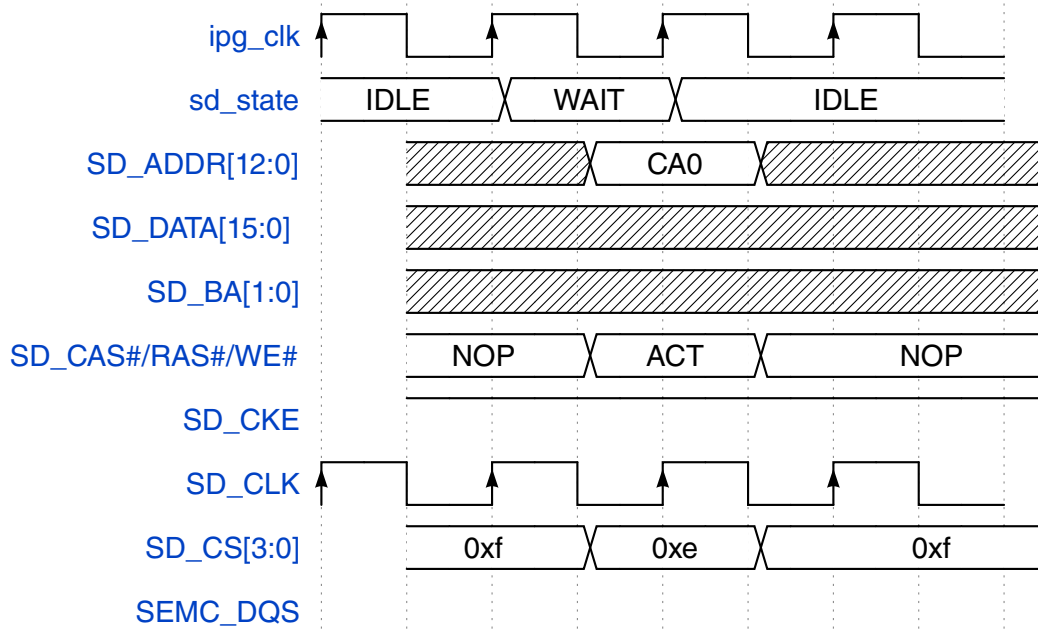 ipg_clk
sd_state IDLE WAIT IDLE
SD_ADDR[12:0] CA0
SD_DATA[15:0]
SD_BA[1:0]
SD_CAS#/RAS#/WE# NOP ACT NOP
SD_CKE
SD_CLK
SD_CS[3:0] 0xf 0xe 0xf
SEMC_DQS